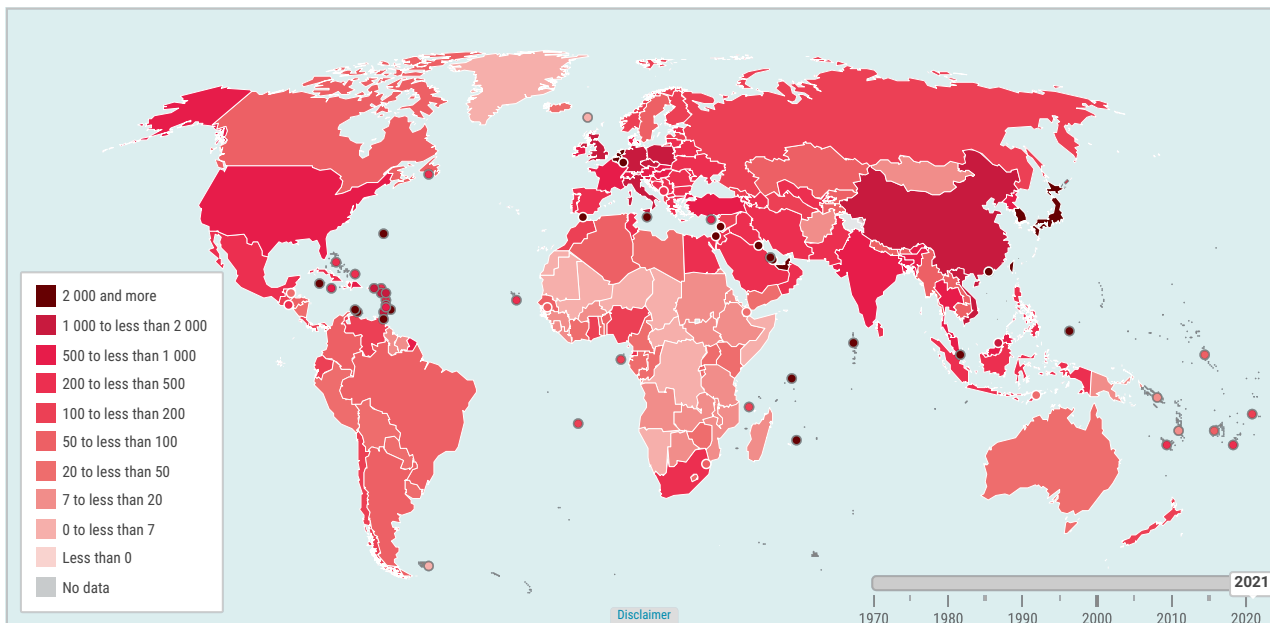 2 000 and more
1 000 to less than 2 000
500 to less than 1 000
200 to less than 500
100 to less than 200
50 to less than 100
20 to less than 50
7 to less than 20
0 to less than 7
Less than 0
No data
2021
1970 1980 1990 2000 2010 2020
Disclaimer